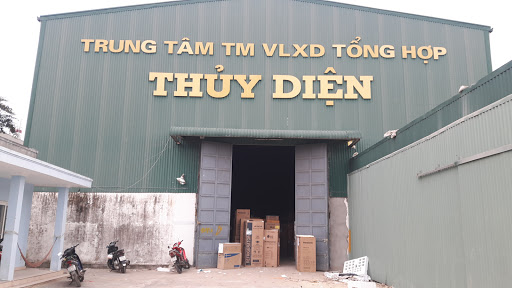 TRUNG TÂM TM VLXD TỔNG HỢP
THỦY DIỆN